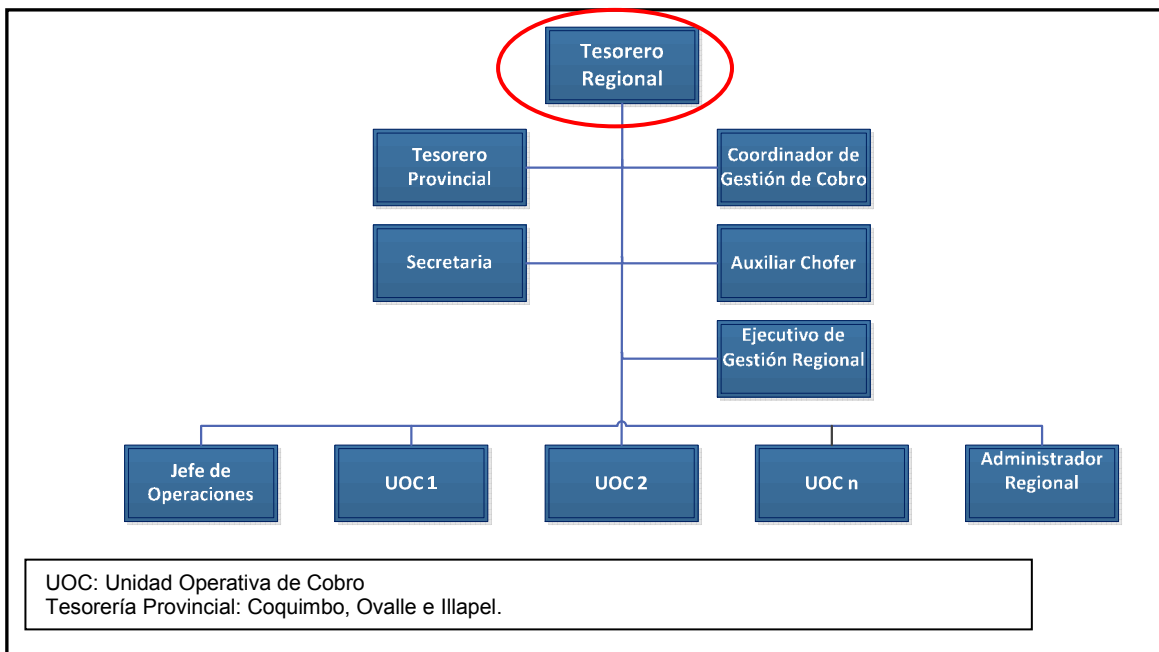 Tesorero
Regional
Tesorero
Provincial
Coordinador de
Gestión de Cobro
Secretaria
Auxiliar Chofer
Ejecutivo de
Gestión Regional
Jefe de
Operaciones
UOC 1
UOC 2
UOC n
Administrador
Regional
UOC: Unidad Operativa de Cobro
Tesorería Provincial: Coquimbo, Ovalle e Illapel.